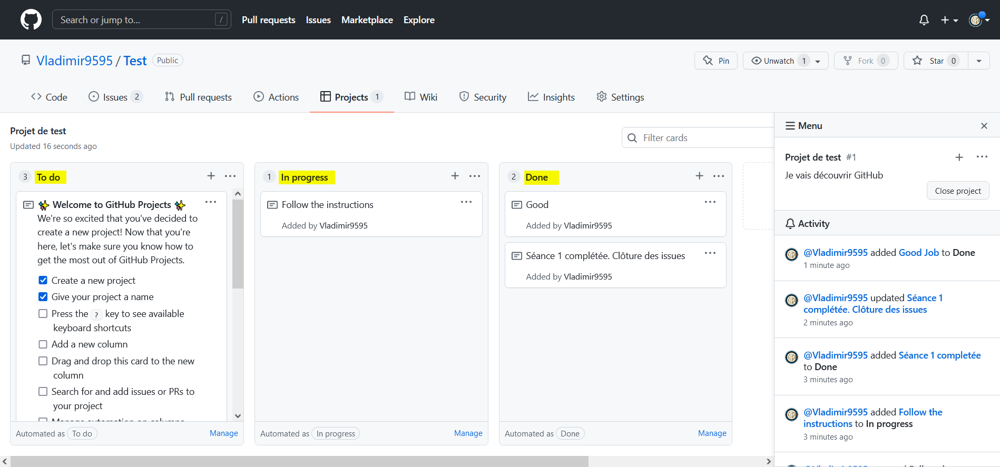 Search or jump to... /
Pull requests Issues Marketplace Explore
Vladimir9595 / Test Public
Pin Unwatch 1 Fork 0 Star 0
Code Issues 2 Pull requests Actions Projects 1 Wiki Security Insights Settings
Projet de test
Updated 16 seconds ago
Filter cards
3 To do
✨ Welcome to GitHub Projects ✨
We're so excited that you've decided to
create a new project! Now that you're
here, let's make sure you know how to
get the most out of GitHub Projects.
Create a new project
Give your project a name
Press the ? key to see available
keyboard shortcuts
Add a new column
Drag and drop this card to the new
column
Search for and add issues or PRs to
your project
Manage automation on columns
Automated as To do Manage
1 In progress
Follow the instructions
Added by Vladimir9595
Automated as In progress Manage
2 Done
Good
Added by Vladimir9595
Séance 1 complétée. Clôture des issues
Added by Vladimir9595
Automated as Done Manage
Menu
Projet de test #1
Je vais découvrir GitHub
Close project
Activity
@Vladimir9595 added Good Job to Done
1 minute ago
@Vladimir9595 updated Séance 1
complétée. Clôture des issues
2 minutes ago
@Vladimir9595 added Séance 1 completée
to Done
3 minutes ago
@Vladimir9595 added Follow the
instructions to In progress
3 minutes ago